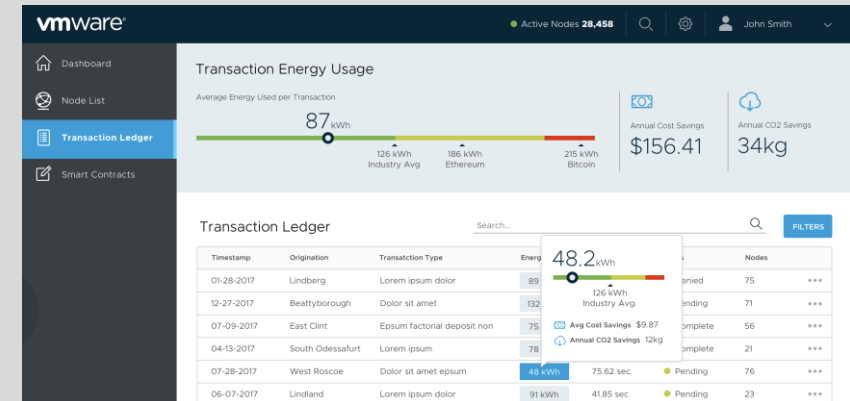 vmware®
Active Nodes 28,458
John Smith
Dashboard
Node List
Transaction Ledger
Smart Contracts
Transaction Energy Usage
Average Energy Used per Transaction
87 kWh
126 kWh
Industry Avg
186 kWh
Ethereum
215 kWh
Bitcoin
Annual Cost Savings
$156.41
Annual CO2 Savings
34kg
Transaction Ledger
Search...
FILTERS
Timestamp Origination Transatction Type Energ s Nodes
01-28-2017 Lindberg Lorem ipsum dolor 89 enied 75
12-27-2017 Beattyborough Dolor sit amet 132 ending 71
07-09-2017 East Clint Epsum factorial deposit non 75 omplete 56
04-13-2017 South Odessafurt Lorem ipsum 78 omplete 21
07-28-2017 West Roscoe Dolor sit amet epsum 48 kWh 75.62 sec Pending 76
06-07-2017 Lindland Lorem ipsum dolor 91 kWh 41.85 sec Pending 23
48.2 kWh
126 kWh
Industry Avg.
Avg Cost Savings $9.87
Annual CO2 Savings 12kg